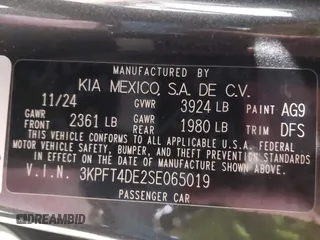 MANUFACTURED BY
KIA MEXICO, S.A. DE C.V.
11/24 GVWR 3924 LB PAINT AG9
GAWR FRONT 2361 LB GAWR REAR 1980 LB TRIM DFS
THIS VEHICLE CONFORMS TO ALL APPLICABLE U.S.A. FEDERAL
MOTOR VEHICLE SAFETY, BUMPER, AND THEFT PREVENTION STANDARDS
IN EFFECT ON THE DATE OF MANUFACTURE SHOWN ABOVE.
V.I.N. 3KPFT4DE2SE065019
PASSENGER CAR
DREAMBID